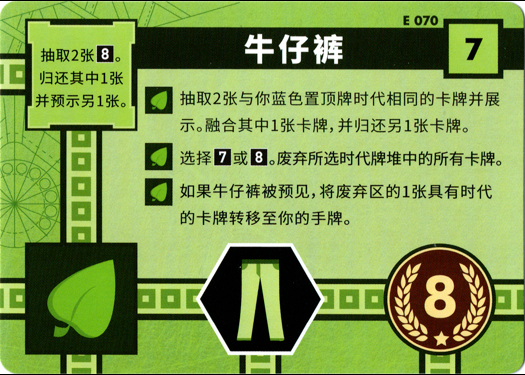 E 070
牛仔裤
7
抽取2张8。
归还其中1张
并预示另1张。
抽取2张与你蓝色置顶牌时代相同的卡牌并展
示。融合其中1张卡牌，并归还另1张卡牌。
选择7或8。废弃所选时代牌堆中的所有卡牌。
如果牛仔裤被预见，将废弃区的1张具有时代
的卡牌转移至你的手牌。
8